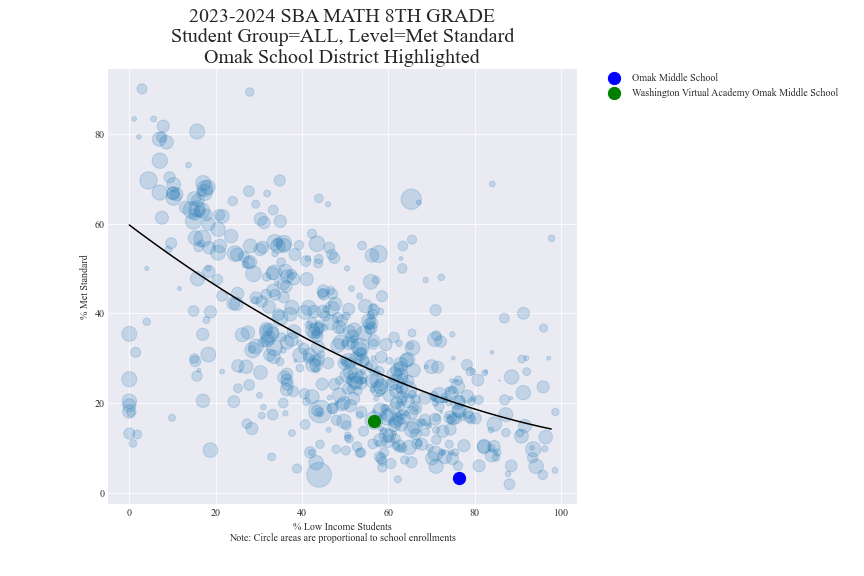 2023-2024 SBA MATH 8TH GRADE
Student Group=ALL, Level=Met Standard
Omak School District Highlighted
Omak Middle School
Washington Virtual Academy Omak Middle School
% Met Standard
80
60
40
20
0
0 20 40 60 80 100
% Low Income Students
Note: Circle areas are proportional to school enrollments